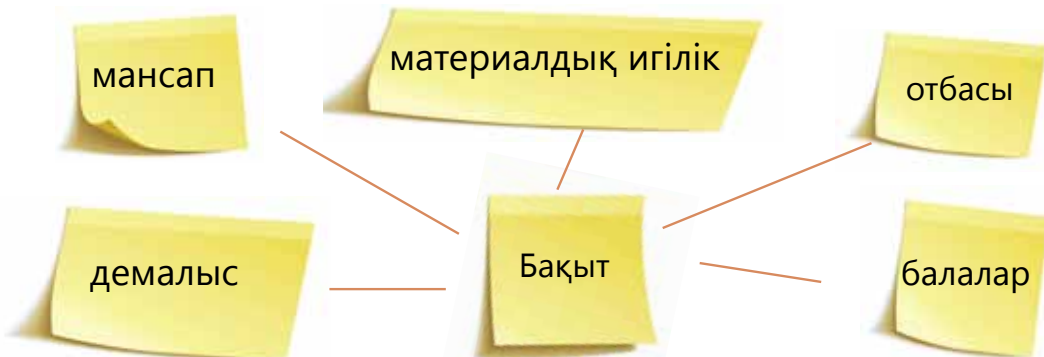 мансап
материалдық игілік
отбасы
демалыс
Бақыт
балалар